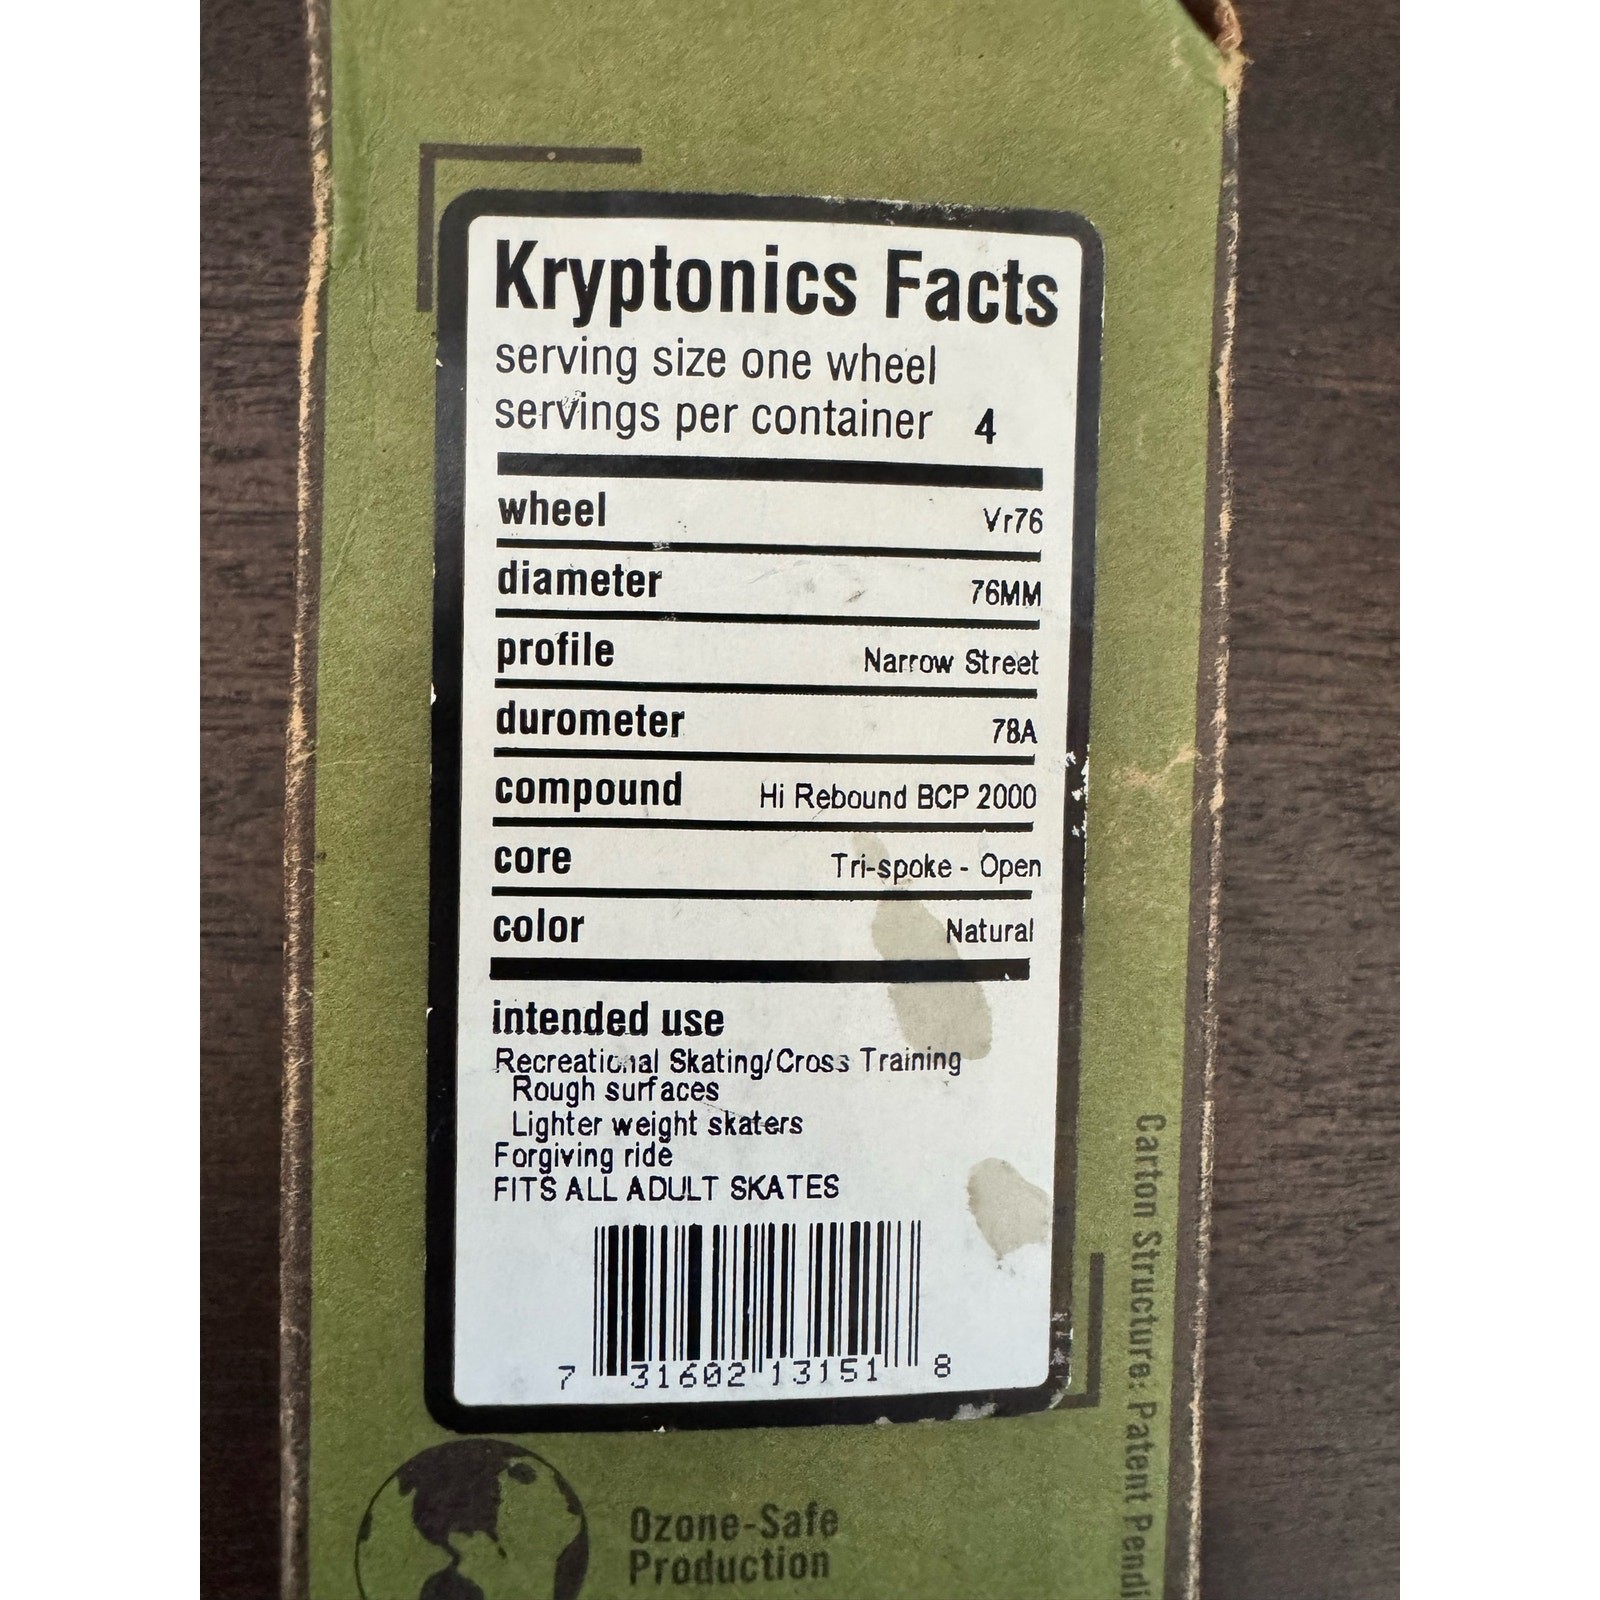 Kryptonics Facts
serving size one wheel
servings per container 4
wheel Vr76
diameter 76MM
profile Narrow Street
durometer 78A
compound Hi Rebound BCP 2000
core Tri-spoke - Open
color Natural
intended use
Recreational Skating/Cross Training
Rough surfaces
Lighter weight skaters
Forgiving ride
FITS ALL ADULT SKATES
7 31602 13151 8
Ozone-Safe
Production
Carton Structure: Patent Pendi